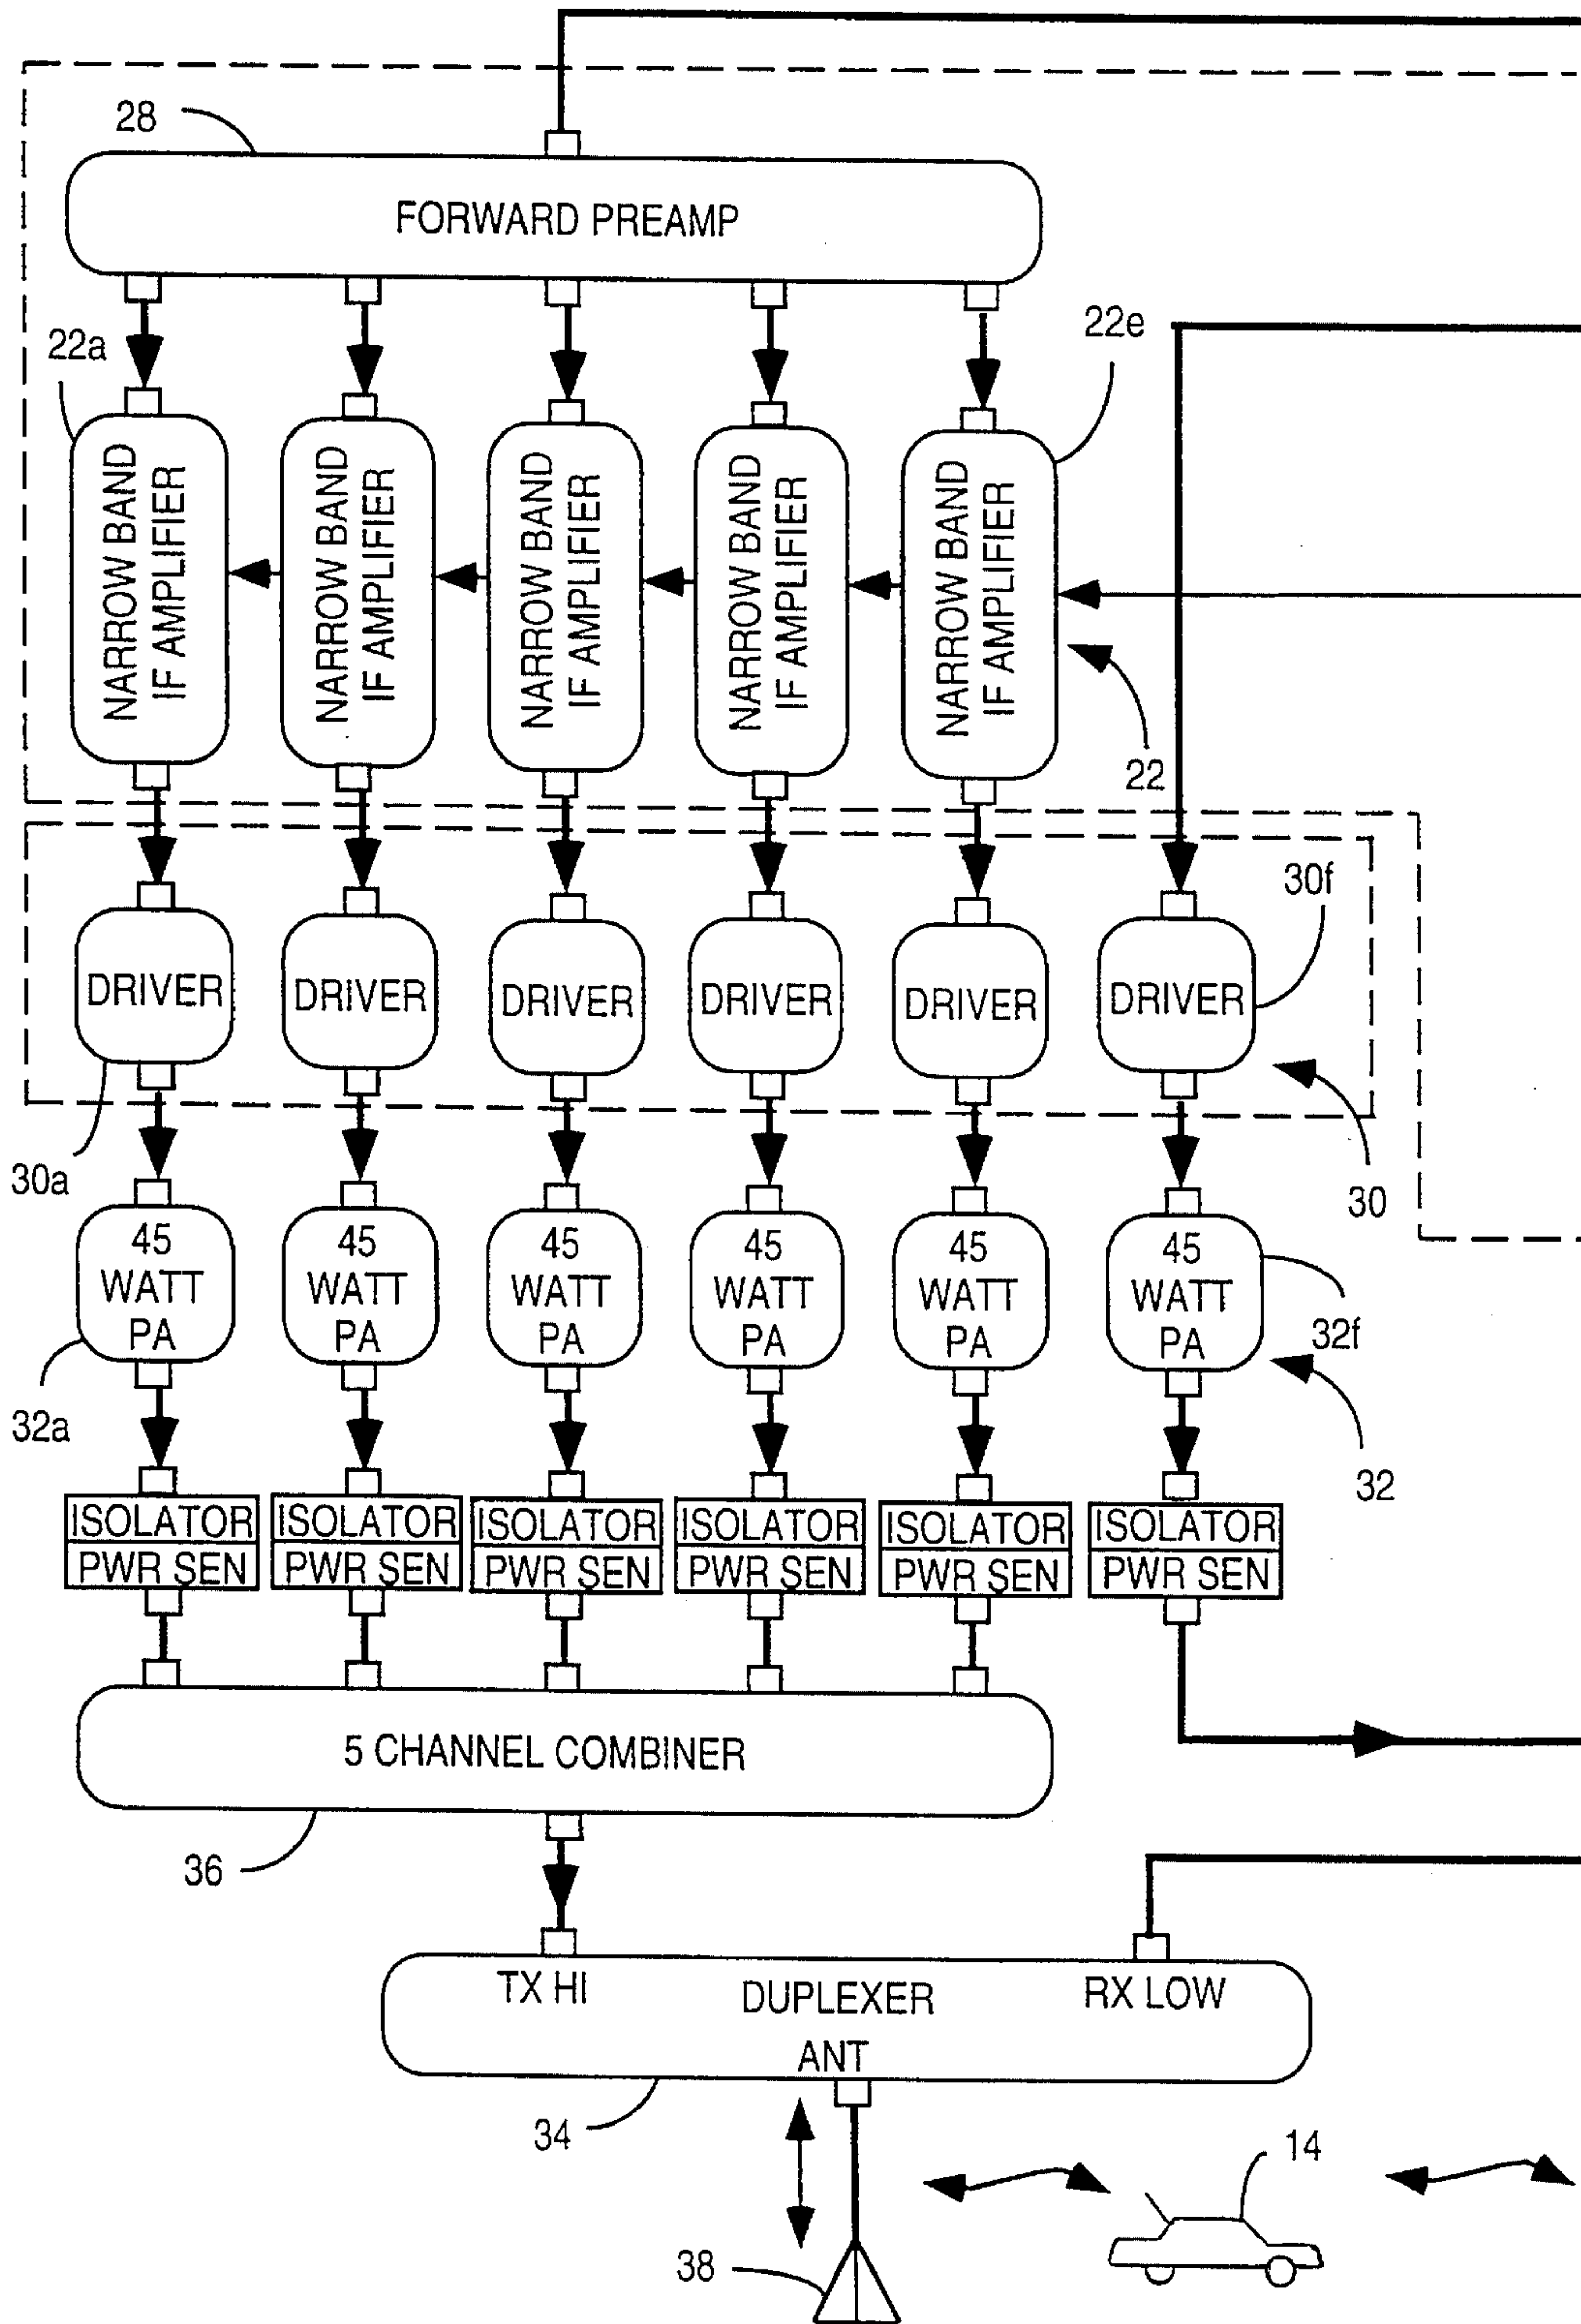 28
FORWARD PREAMP
22a
22e
NARROW BAND
IF AMPLIFIER
NARROW BAND
IF AMPLIFIER
NARROW BAND
IF AMPLIFIER
NARROW BAND
IF AMPLIFIER
NARROW BAND
IF AMPLIFIER
22
30f
DRIVER
DRIVER
DRIVER
DRIVER
DRIVER
DRIVER
30a
30
45
WATT
PA
45
WATT
PA
45
WATT
PA
45
WATT
PA
45
WATT
PA
45
WATT
PA
32f
32a
32
ISOLATOR
PWR SEN
ISOLATOR
PWR SEN
ISOLATOR
PWR SEN
ISOLATOR
PWR SEN
ISOLATOR
PWR SEN
ISOLATOR
PWR SEN
5 CHANNEL COMBINER
36
TX HI
DUPLEXER
RX LOW
ANT
34
14
38